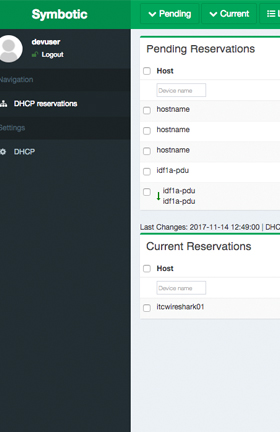 Symbotic
Pending
Current
devuser
Logout
Navigation
DHCP reservations
Settings
DHCP
Pending Reservations
Host
Device name
hostname
hostname
hostname
idf1a-pdu
idf1a-pdu
idf1a-pdu
Last Changes: 2017-11-14 12:49:00 | DHC
Current Reservations
Host
Device name
itcwireshark01